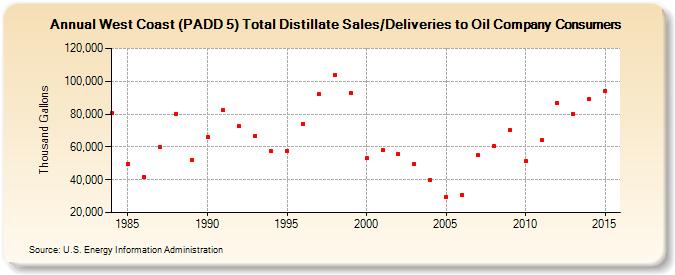 Annual West Coast (PADD 5) Total Distillate Sales/Deliveries to Oil Company Consumers
Thousand Gallons
120,000
100,000
80,000
60,000
40,000
20,000
1985 1990 1995 2000 2005 2010 2015
Source: U.S. Energy Information Administration